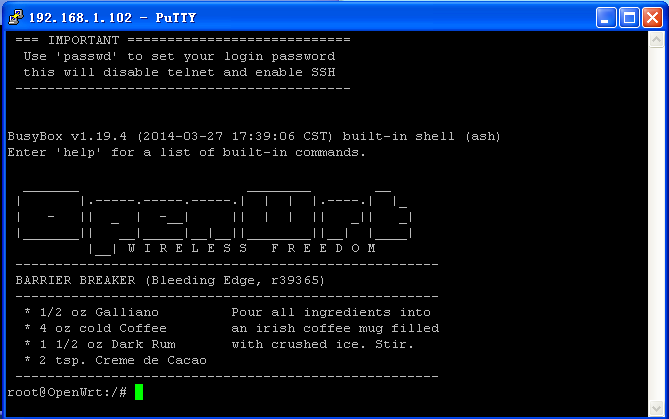 192.168.1.102 - PuTTY
=== IMPORTANT ============================
Use 'passwd' to set your login password
this will disable telnet and enable SSH
------------------------------------------
BusyBox v1.19.4 (2014-03-27 17:39:06 CST) built-in shell (ash)
Enter 'help' for a list of built-in commands.
OpenWrt
W I R E L E S S   F R E E D O M
-----------------------------------------------------
BARRIER BREAKER (Bleeding Edge, r39365)
-----------------------------------------------------
* 1/2 oz Galliano         Pour all ingredients into
* 4 oz cold Coffee        an irish coffee mug filled
* 1 1/2 oz Dark Rum       with crushed ice. Stir.
* 2 tsp. Creme de Cacao
-----------------------------------------------------
root@OpenWrt:/#